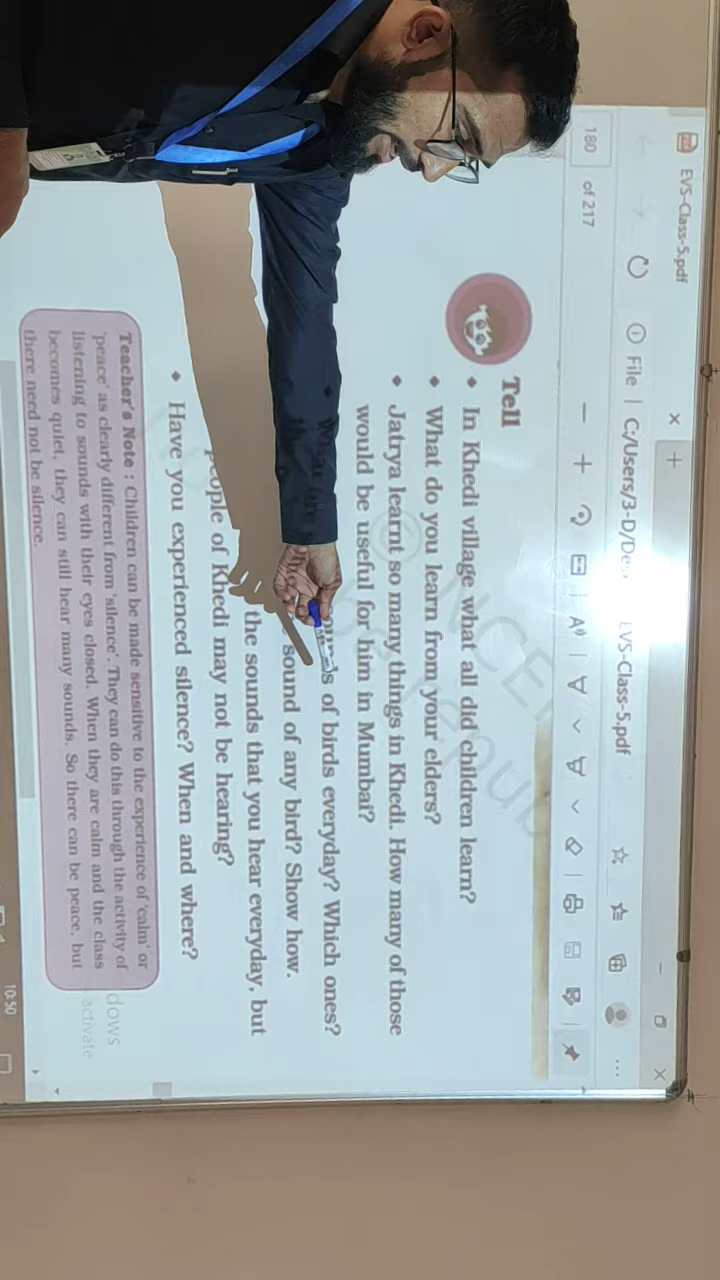 EVS-Class-5.pdf
File | C:/Users/3-D/De EVS-Class-5.pdf
180 of 217
Tell
• In Khedi village what all did children learn?
• What do you learn from your elders?
• Jatrya learnt so many things in Khedi. How many of those
would be useful for him in Mumbai?
• of birds everyday? Which ones?
sound of any bird? Show how.
the sounds that you hear everyday, but
people of Khedi may not be hearing?
• Have you experienced silence? When and where?
Teacher's Note : Children can be made sensitive to the experience of 'calm' or
'peace' as clearly different from 'silence'. They can do this through the activity of
listening to sounds with their eyes closed. When they are calm and the class
becomes quiet, they can still hear many sounds. So there can be peace, but
there need not be silence.
© NCE
be repub
dows
activate
10:50